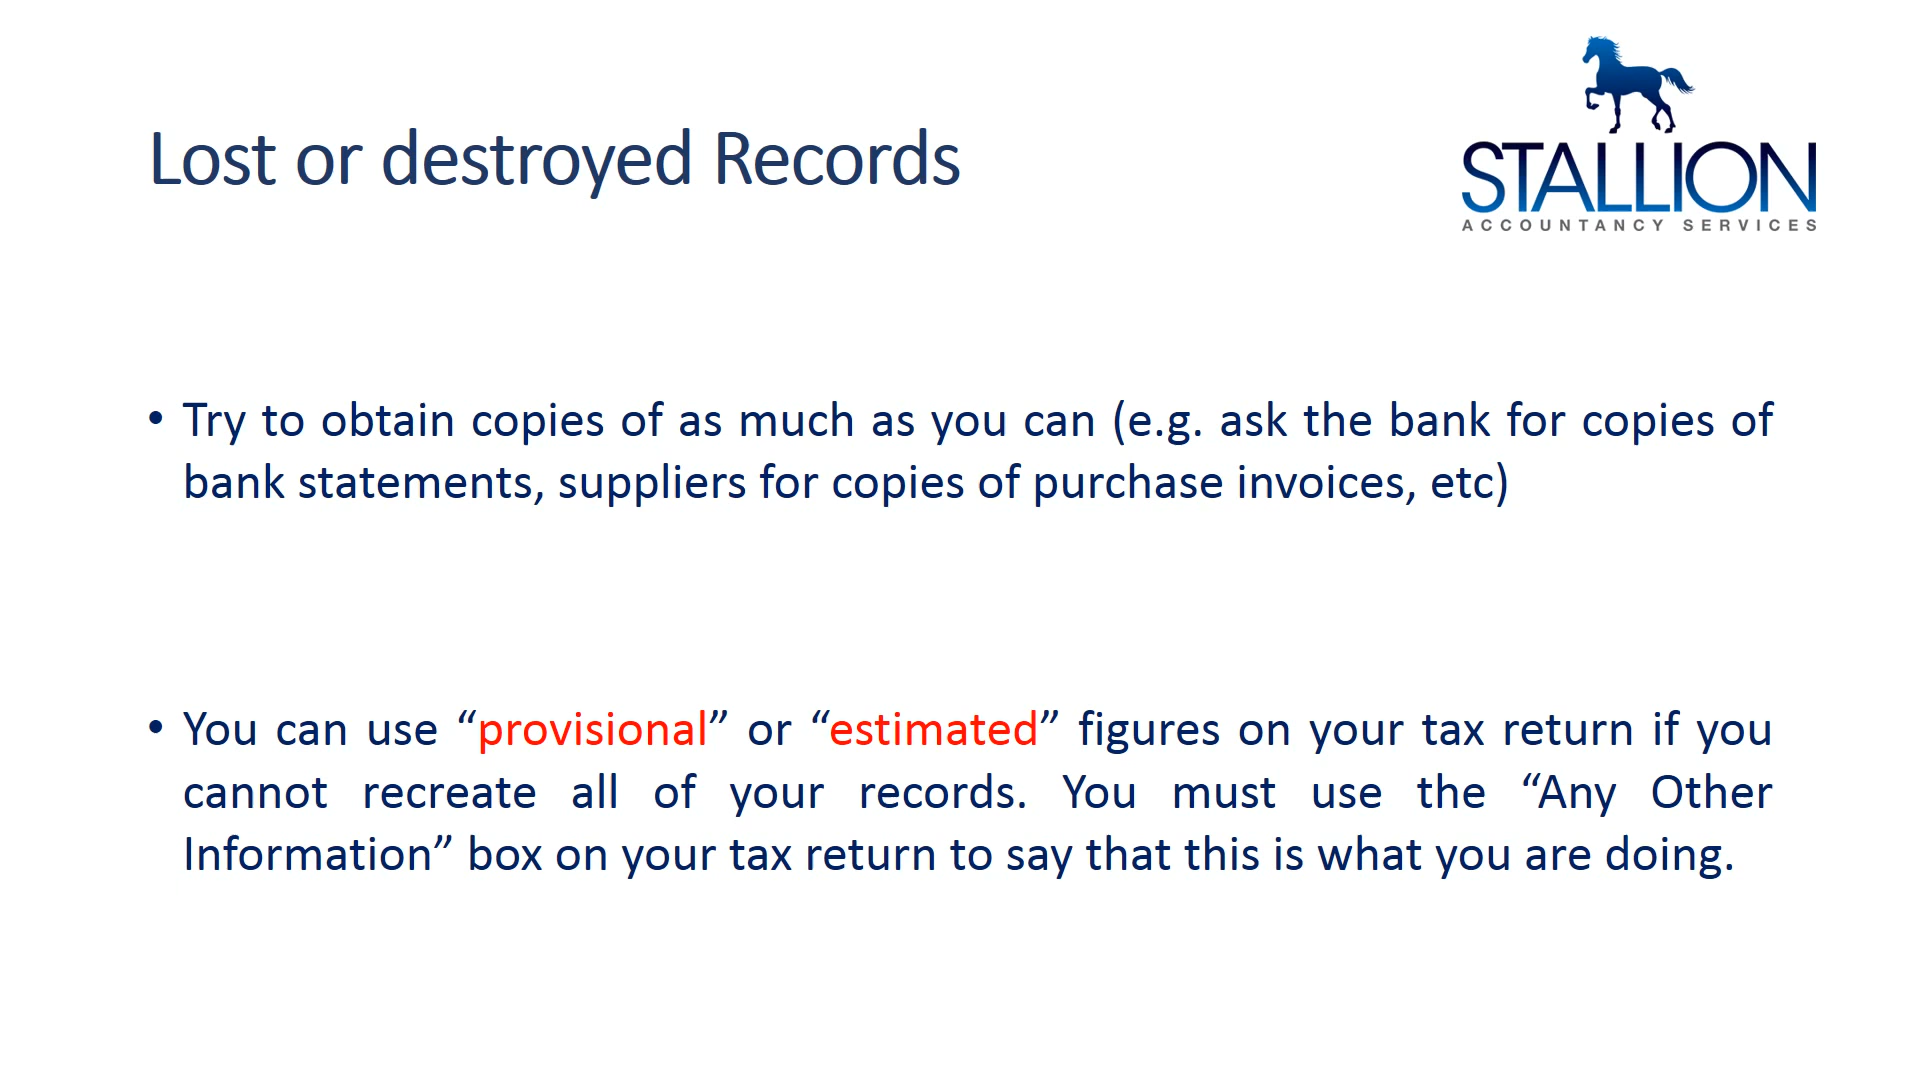 Lost or destroyed Records
STALLION
ACCOUNTANCY SERVICES
• Try to obtain copies of as much as you can (e.g. ask the bank for copies of
bank statements, suppliers for copies of purchase invoices, etc)
• You can use “provisional” or “estimated” figures on your tax return if you
cannot recreate all of your records. You must use the “Any Other
Information” box on your tax return to say that this is what you are doing.